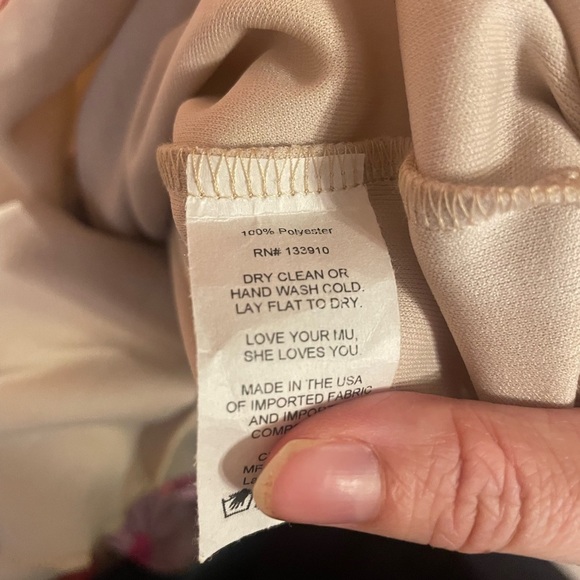 100% Polyester
RN# 133910
DRY CLEAN OR
HAND WASH COLD.
LAY FLAT TO DRY.
LOVE YOUR MU,
SHE LOVES YOU
MADE IN THE USA
OF IMPORTED FABRIC
AND